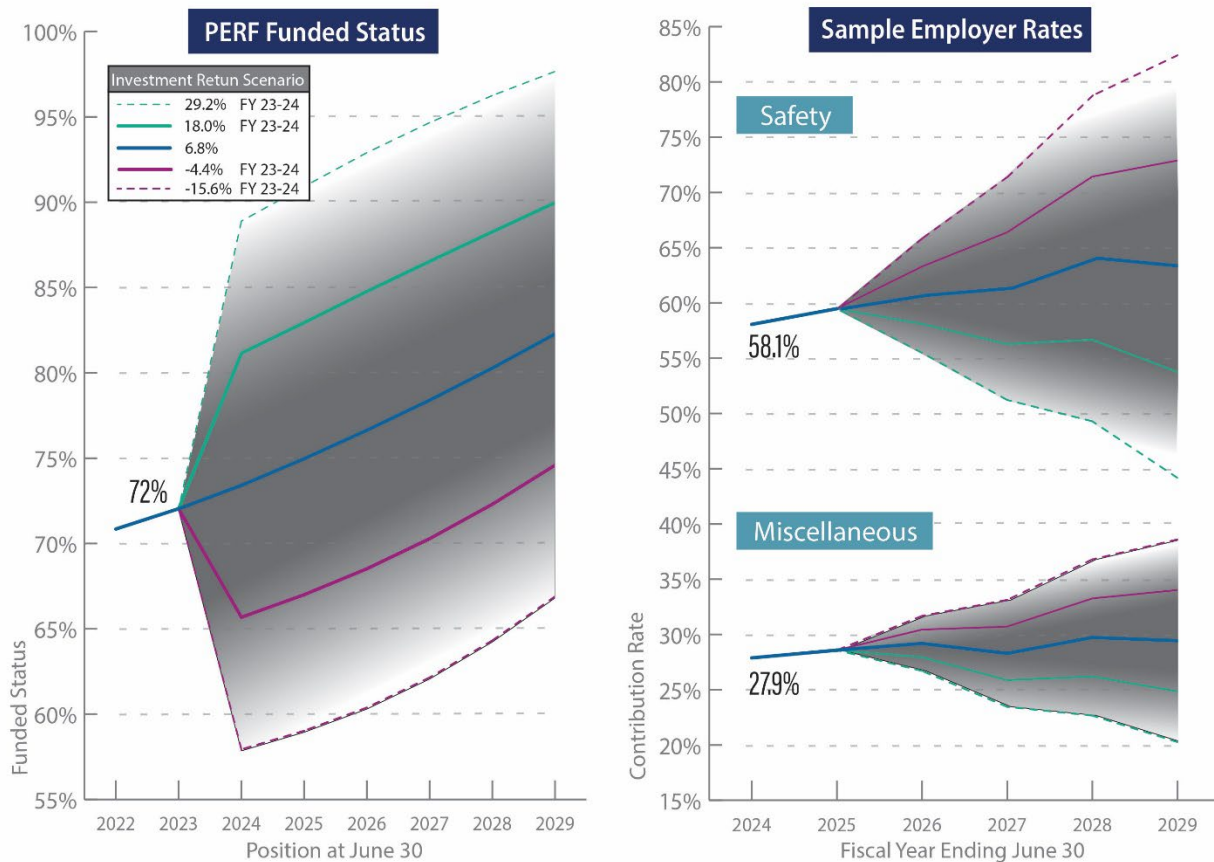 PERF Funded Status
100%
95%
90%
85%
80%
75%
70%
65%
60%
55%
Funded Status
Investment Retun Scenario
29.2% FY 23-24
18.0% FY 23-24
6.8%
-4.4% FY 23-24
-15.6% FY 23-24
72%
2022 2023 2024 2025 2026 2027 2028 2029
Position at June 30
Sample Employer Rates
85%
80%
75%
70%
65%
60%
55%
50%
45%
40%
35%
30%
25%
20%
15%
Contribution Rate
Safety
58.1%
Miscellaneous
27.9%
2024 2025 2026 2027 2028 2029
Fiscal Year Ending June 30